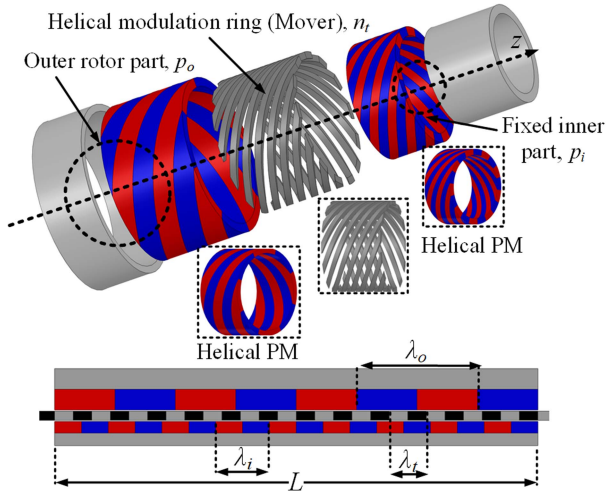 Helical modulation ring (Mover), n_t
z
Outer rotor part, p_o
Fixed inner
part, p_i
Helical PM
Helical PM
λ_o
λ_i
λ_t
L